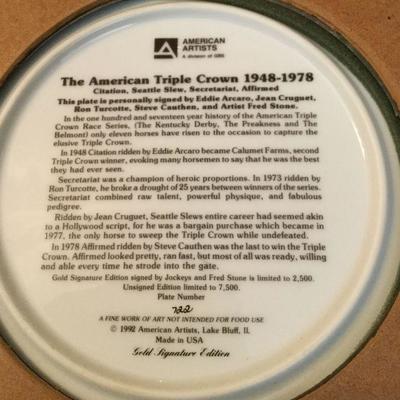 AMERICAN
ARTISTS
A division of GRS
The American Triple Crown 1948-1978
Citation, Seattle Slew, Secretariat, Affirmed
This plate is personally signed by Eddie Arcaro, Jean Cruguet,
Ron Turcotte, Steve Cauthen, and Artist Fred Stone.
In the one hundred and seventeen year history of the American Triple
Crown Race Series, (The Kentucky Derby, The Preakness and The
Belmont) only eleven horses have risen to the occasion to capture the
elusive Triple Crown.
In 1948 Citation ridden by Eddie Arcaro became Calumet Farms, second
Triple Crown winner, evoking many horsemen to say that he was the best
they had ever seen.
Secretariat was a champion of heroic proportions. In 1973 ridden by
Ron Turcotte, he broke a drought of 25 years between winners of the series.
Secretariat combined raw talent, powerful physique, and fabulous
pedigree.
Ridden by Jean Cruguet, Seattle Slews entire career had seemed akin
to a Hollywood script, for he was a bargain purchase which became in
1977, the only horse to sweep the Triple Crown while undefeated.
In 1978 Affirmed ridden by Steve Cauthen was the last to win the Triple
Crown. Affirmed looked pretty, ran fast, but most of all was ready, willing
and able every time he strode into the gate.
Gold Signature Edition signed by Jockeys and Fred Stone is limited to 2,500.
Unsigned Edition limited to 7,500.
Plate Number
722
A FINE WORK OF ART NOT INTENDED FOR FOOD USE
© 1992 American Artists, Lake Bluff, Il.
Made in USA
Gold Signature Edition